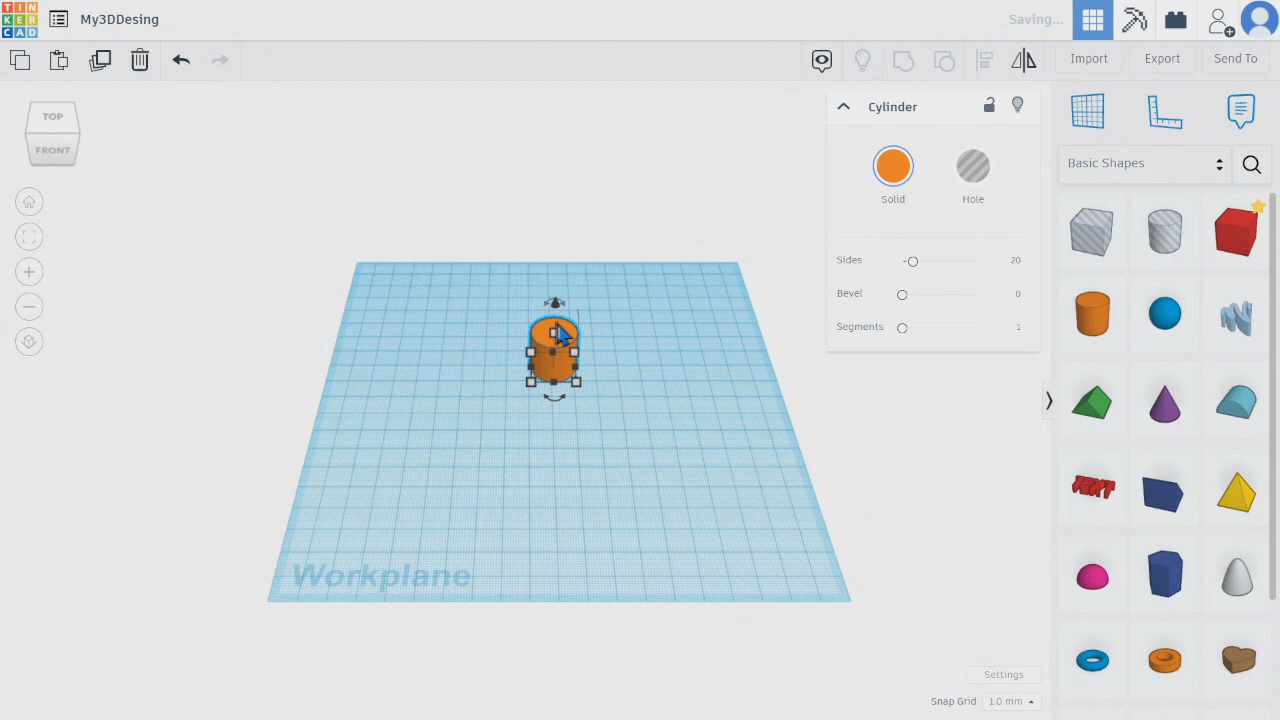 TIN
KER
CAD
My3DDesing
Saving...
Import
Export
Send To
TOP
FRONT
Cylinder
Solid
Hole
Sides
20
Bevel
0
Segments
1
Basic Shapes
TEXT
Workplane
Settings
Snap Grid
1.0 mm